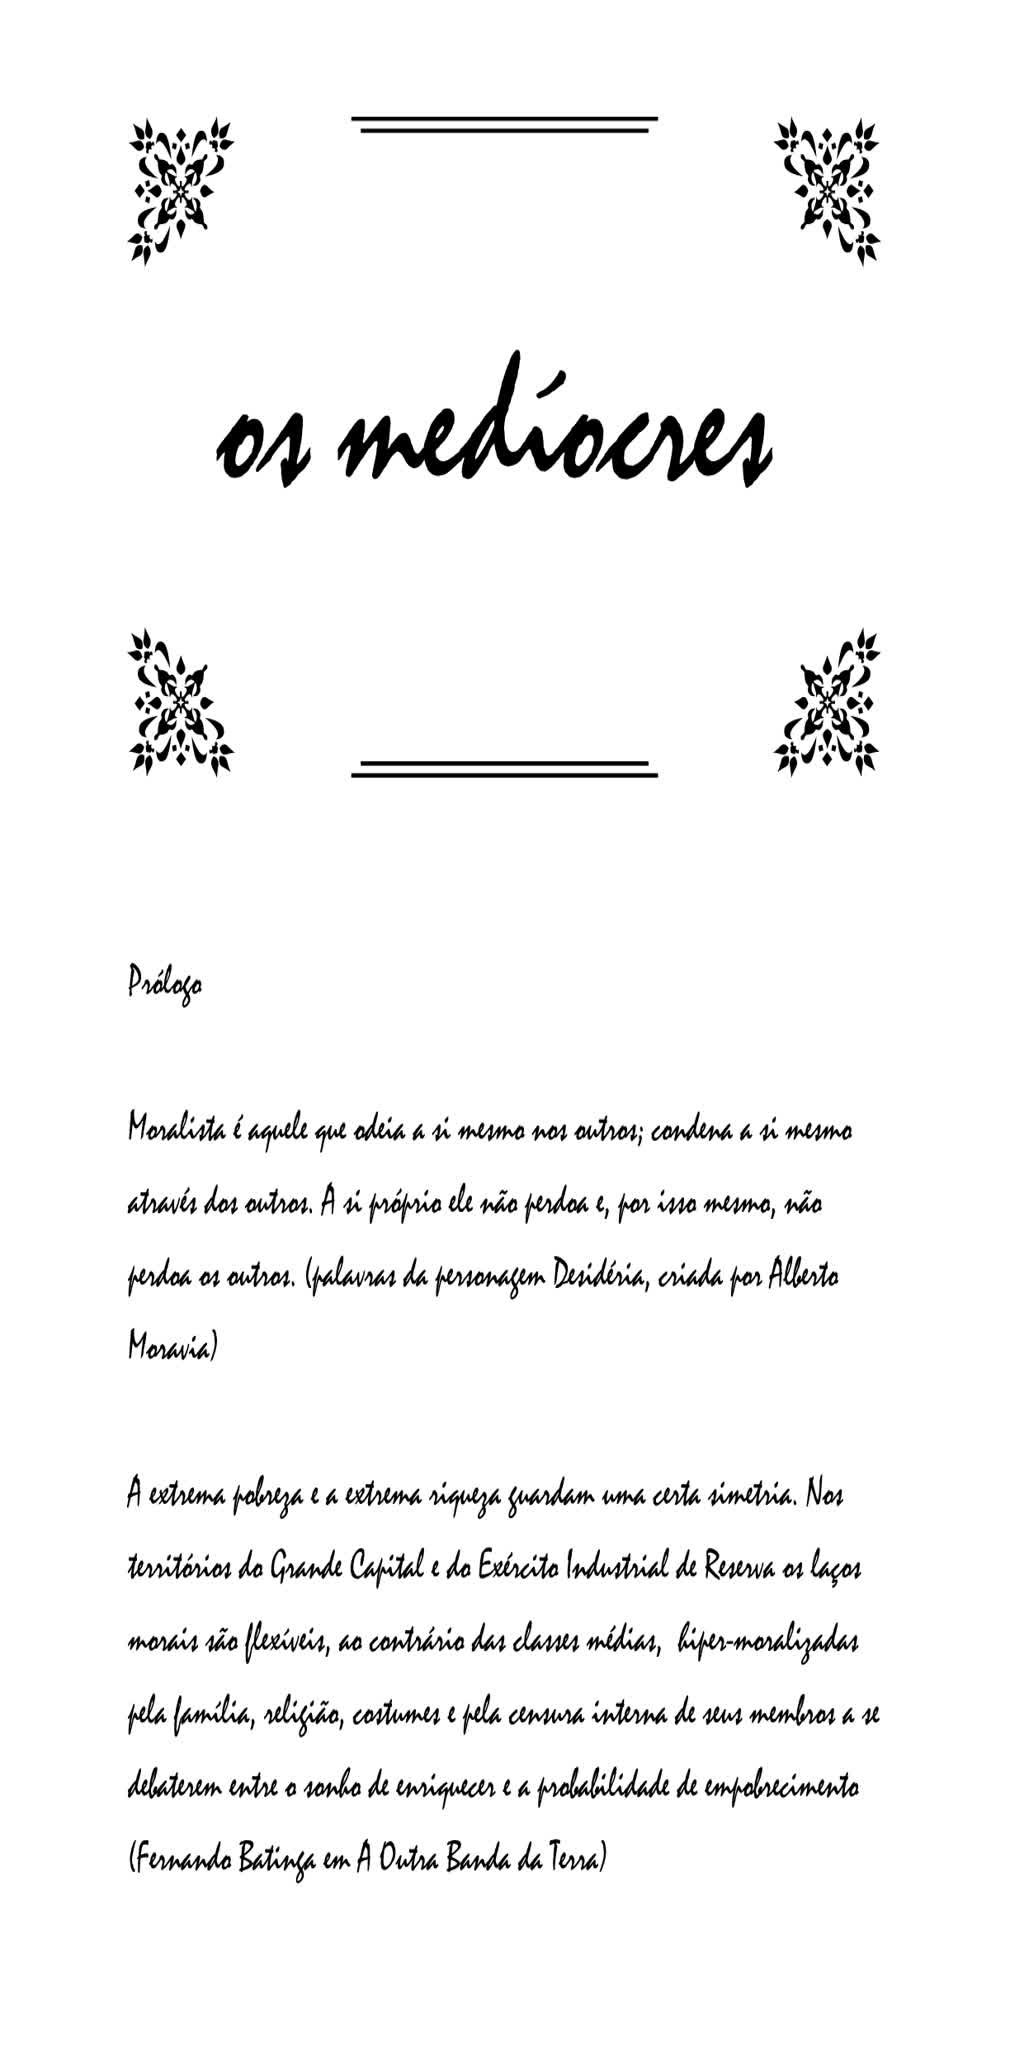 os medíocres
Prólogo
Moralista é aquele que odeia a si mesmo nos outros; condena a si mesmo
através dos outros. A si próprio ele não perdoa e, por isso mesmo, não
perdoa os outros. (palavras da personagem Desidéria, criada por Alberto
Moravia)
A extrema pobreza e a extrema riqueza guardam uma certa simetria. Nos
territórios do Grande Capital e do Exército Industrial de Reserva os laços
morais são flexíveis, ao contrário das classes médias, hiper-moralizadas
pela família, religião, costumes e pela censura interna de seus membros a se
debaterem entre o sonho de enriquecer e a probabilidade de empobrecimento
(Fernando Batinga em A Outra Banda da Terra)